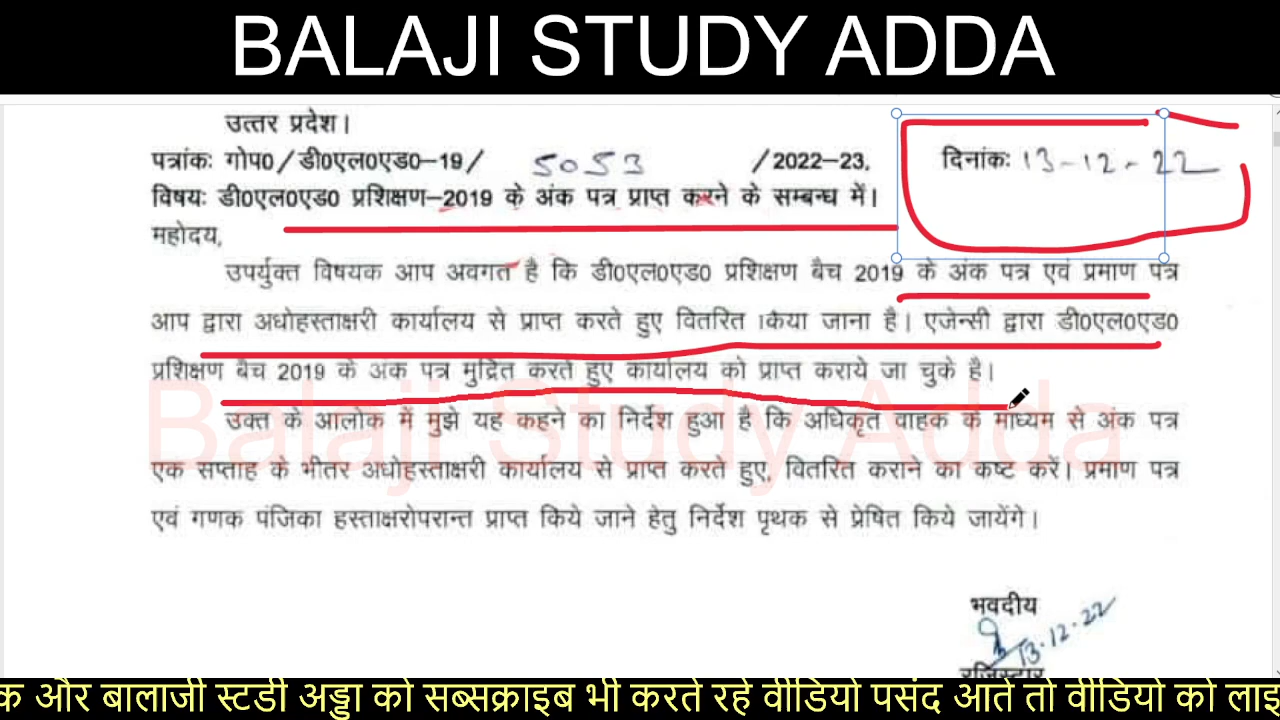 BALAJI STUDY ADDA
उत्तर प्रदेश।
पत्रांकः गोप0/डी0एल0एड0-19/ 5053 /2022-23, दिनांकः 13-12-22
विषयः डी0एल0एड0 प्रशिक्षण-2019 के अंक पत्र प्राप्त करने के सम्बन्ध में।
महोदय,
उपर्युक्त विषयक आप अवगत है कि डी0एल0एड0 प्रशिक्षण बैच 2019 के अंक पत्र एवं प्रमाण पत्र
आप द्वारा अधोहस्ताक्षरी कार्यालय से प्राप्त करते हुए वितरित किया जाना है। एजेन्सी द्वारा डी0एल0एड0
प्रशिक्षण बैच 2019 के अंक पत्र मुद्रित करते हुए कार्यालय को प्राप्त कराये जा चुके है।
उक्त के आलोक में मुझे यह कहने का निर्देश हुआ है कि अधिकृत वाहक के माध्यम से अंक पत्र
एक सप्ताह के भीतर अधोहस्ताक्षरी कार्यालय से प्राप्त करते हुए, वितरित कराने का कष्ट करें। प्रमाण पत्र
एवं गणक पंजिका हस्ताक्षरोपरान्त प्राप्त किये जाने हेतु निर्देश पृथक से प्रेषित किये जायेंगे।
Balaji Study Adda
भवदीय
13.12.22
रजिस्ट्रार
क और बालाजी स्टडी अड्डा को सब्सक्राइब भी करते रहे वीडियो पसंद आते तो वीडियो को लाइ